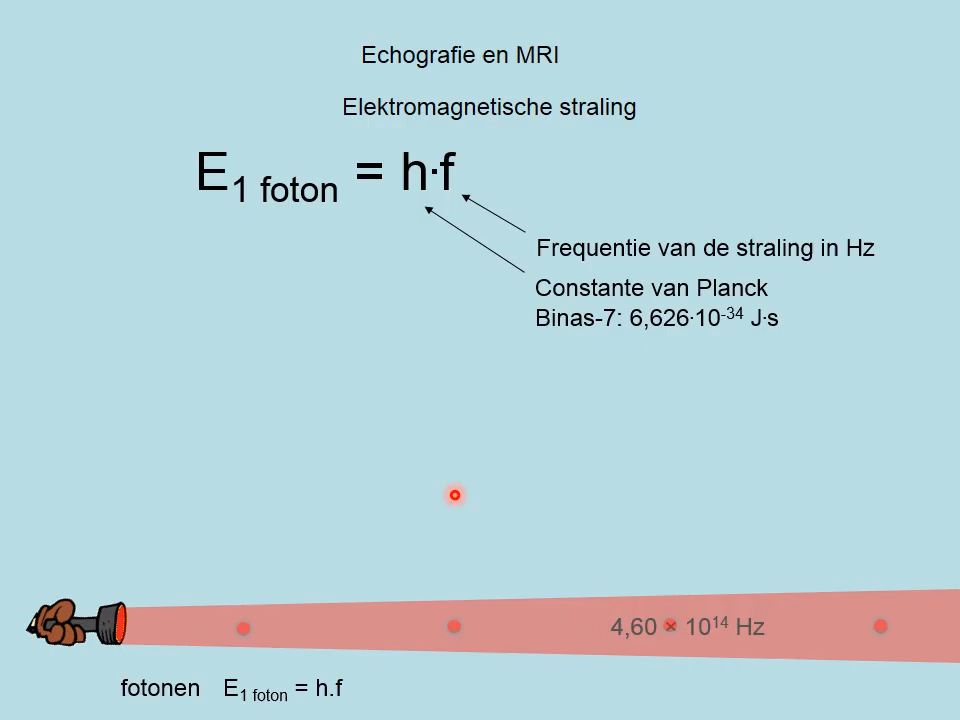 Echografie en MRI
Elektromagnetische straling
E1 foton = h·f
Frequentie van de straling in Hz
Constante van Planck
Binas-7: 6,626·10-34 J·s
4,60 × 1014 Hz
fotonen E1 foton = h.f